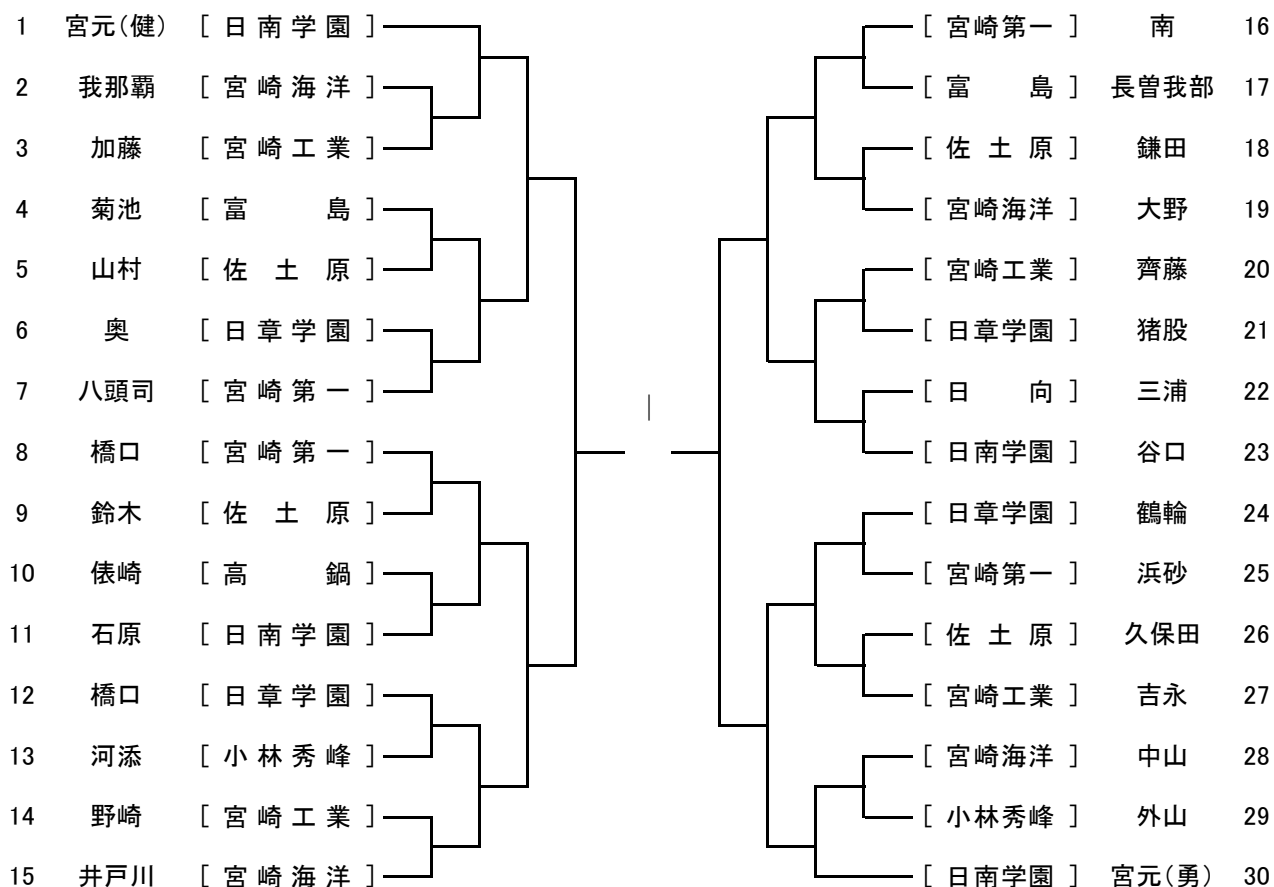 1 宮元(健) [ 日南学園 ]
2 我那覇 [ 宮崎海洋 ]
3 加藤 [ 宮崎工業 ]
4 菊池 [ 富 島 ]
5 山村 [ 佐土原 ]
6 奥 [ 日章学園 ]
7 八頭司 [ 宮崎第一 ]
8 橋口 [ 宮崎第一 ]
9 鈴木 [ 佐土原 ]
10 俵崎 [ 高 鍋 ]
11 石原 [ 日南学園 ]
12 橋口 [ 日章学園 ]
13 河添 [ 小林秀峰 ]
14 野崎 [ 宮崎工業 ]
15 井戸川 [ 宮崎海洋 ]
[ 宮崎第一 ] 南 16
[ 富 島 ] 長曽我部 17
[ 佐土原 ] 鎌田 18
[ 宮崎海洋 ] 大野 19
[ 宮崎工業 ] 齊藤 20
[ 日章学園 ] 猪股 21
[ 日 向 ] 三浦 22
[ 日南学園 ] 谷口 23
[ 日章学園 ] 鶴輪 24
[ 宮崎第一 ] 浜砂 25
[ 佐土原 ] 久保田 26
[ 宮崎工業 ] 吉永 27
[ 宮崎海洋 ] 中山 28
[ 小林秀峰 ] 外山 29
[ 日南学園 ] 宮元(勇) 30